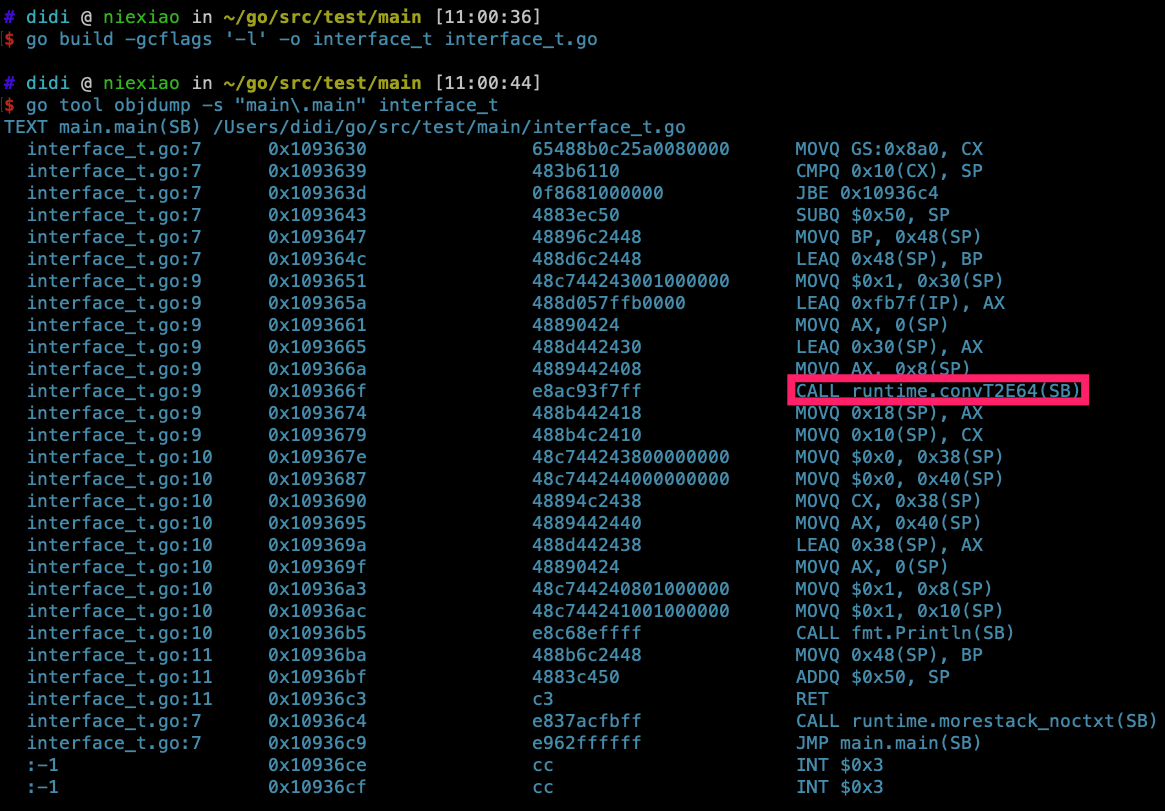 # didi @ niexiao in ~/go/src/test/main [11:00:36]
$ go build -gcflags '-l' -o interface_t interface_t.go
# didi @ niexiao in ~/go/src/test/main [11:00:44]
$ go tool objdump -s "main\.main" interface_t
TEXT main.main(SB) /Users/didi/go/src/test/main/interface_t.go
interface_t.go:7 0x1093630 65488b0c25a0080000 MOVQ GS:0x8a0, CX
interface_t.go:7 0x1093639 483b6110 CMPQ 0x10(CX), SP
interface_t.go:7 0x109363d 0f8681000000 JBE 0x10936c4
interface_t.go:7 0x1093643 4883ec50 SUBQ $0x50, SP
interface_t.go:7 0x1093647 48896c2448 MOVQ BP, 0x48(SP)
interface_t.go:7 0x109364c 488d6c2448 LEAQ 0x48(SP), BP
interface_t.go:9 0x1093651 48c744243001000000 MOVQ $0x1, 0x30(SP)
interface_t.go:9 0x109365a 488d057ffb0000 LEAQ 0xfb7f(IP), AX
interface_t.go:9 0x1093661 48890424 MOVQ AX, 0(SP)
interface_t.go:9 0x1093665 488d442430 LEAQ 0x30(SP), AX
interface_t.go:9 0x109366a 4889442408 MOVQ AX, 0x8(SP)
interface_t.go:9 0x109366f e8ac93f7ff CALL runtime.convT2E64(SB)
interface_t.go:9 0x1093674 488b442418 MOVQ 0x18(SP), AX
interface_t.go:9 0x1093679 488b4c2410 MOVQ 0x10(SP), CX
interface_t.go:10 0x109367e 48c744243800000000 MOVQ $0x0, 0x38(SP)
interface_t.go:10 0x1093687 48c744244000000000 MOVQ $0x0, 0x40(SP)
interface_t.go:10 0x1093690 48894c2438 MOVQ CX, 0x38(SP)
interface_t.go:10 0x1093695 4889442440 MOVQ AX, 0x40(SP)
interface_t.go:10 0x109369a 488d442438 LEAQ 0x38(SP), AX
interface_t.go:10 0x109369f 48890424 MOVQ AX, 0(SP)
interface_t.go:10 0x10936a3 48c744240801000000 MOVQ $0x1, 0x8(SP)
interface_t.go:10 0x10936ac 48c744241001000000 MOVQ $0x1, 0x10(SP)
interface_t.go:10 0x10936b5 e8c68effff CALL fmt.Println(SB)
interface_t.go:11 0x10936ba 488b6c2448 MOVQ 0x48(SP), BP
interface_t.go:11 0x10936bf 4883c450 ADDQ $0x50, SP
interface_t.go:11 0x10936c3 c3 RET
interface_t.go:7 0x10936c4 e837acfbff CALL runtime.morestack_noctxt(SB)
interface_t.go:7 0x10936c9 e962ffffff JMP main.main(SB)
:-1 0x10936ce cc INT $0x3
:-1 0x10936cf cc INT $0x3